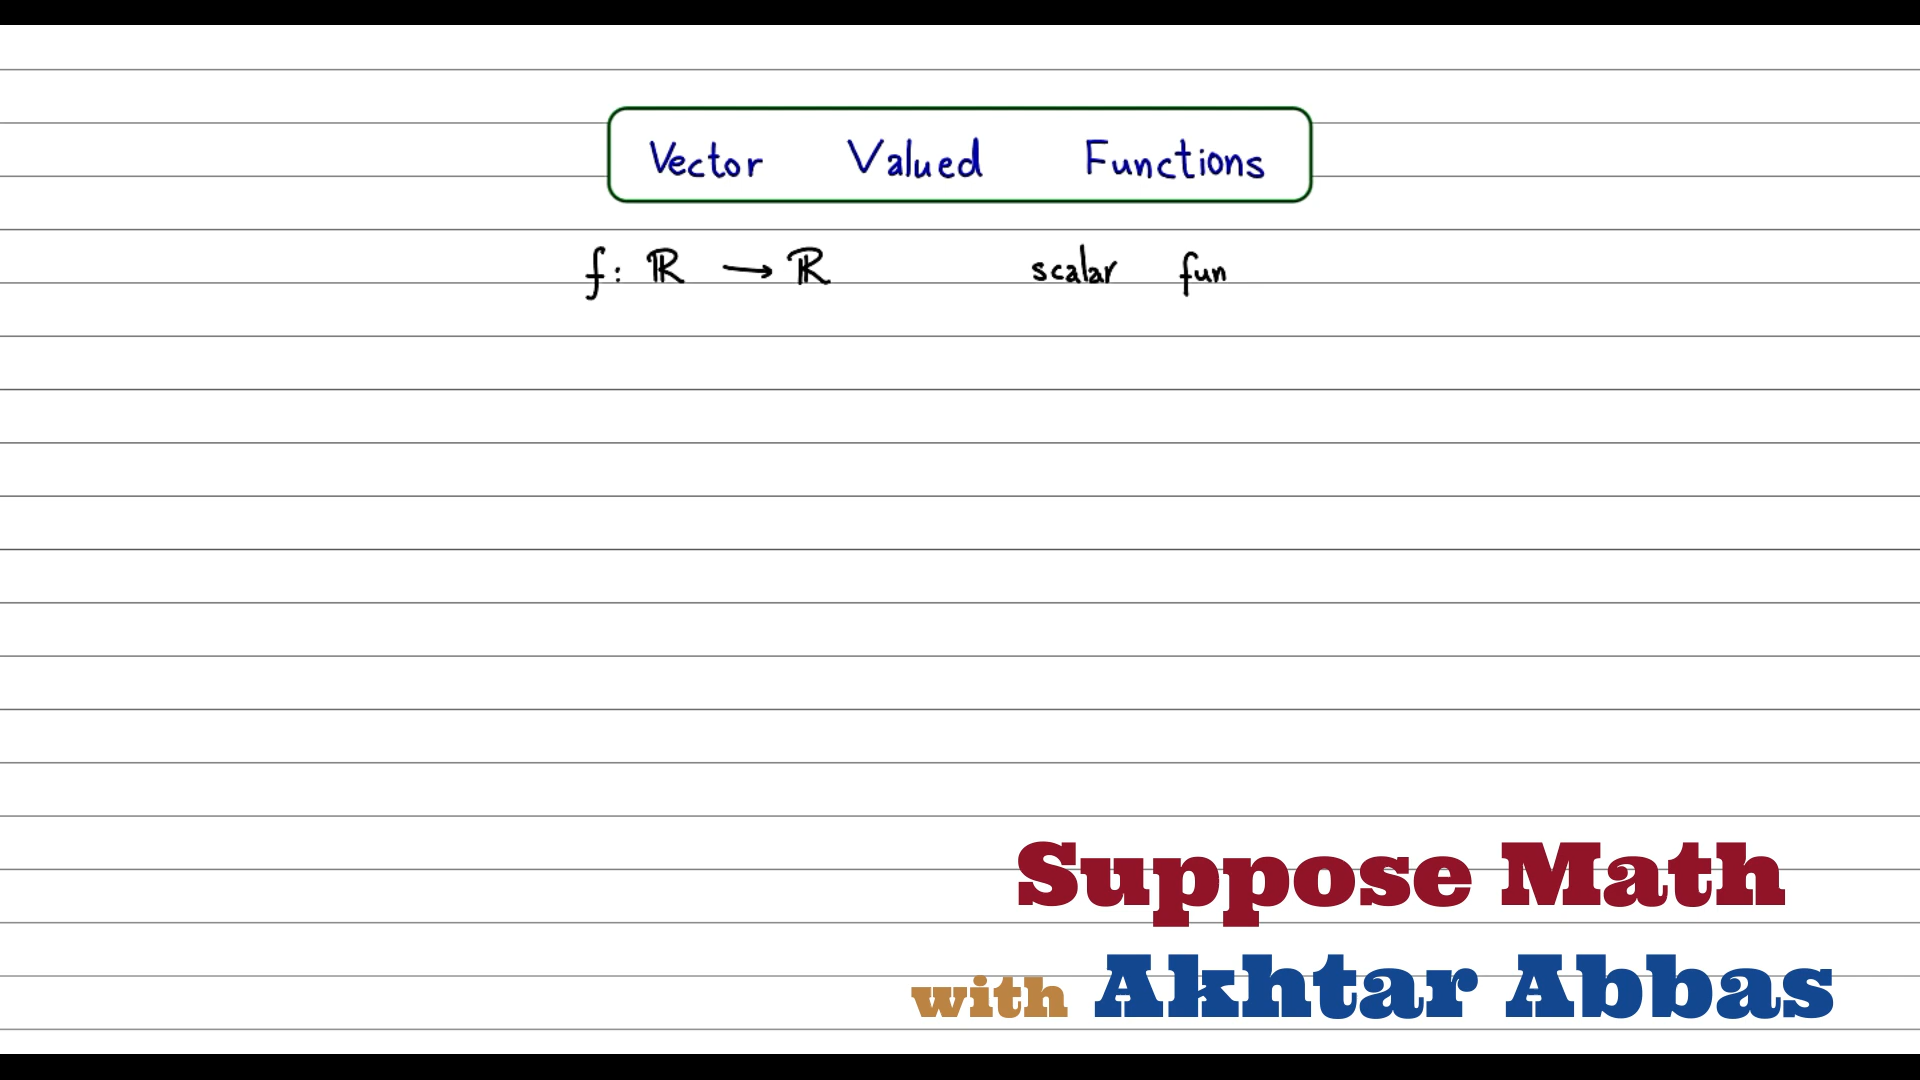 Vector Valued Functions
f: ℝ → ℝ scalar fun
Suppose Math
with Akhtar Abbas